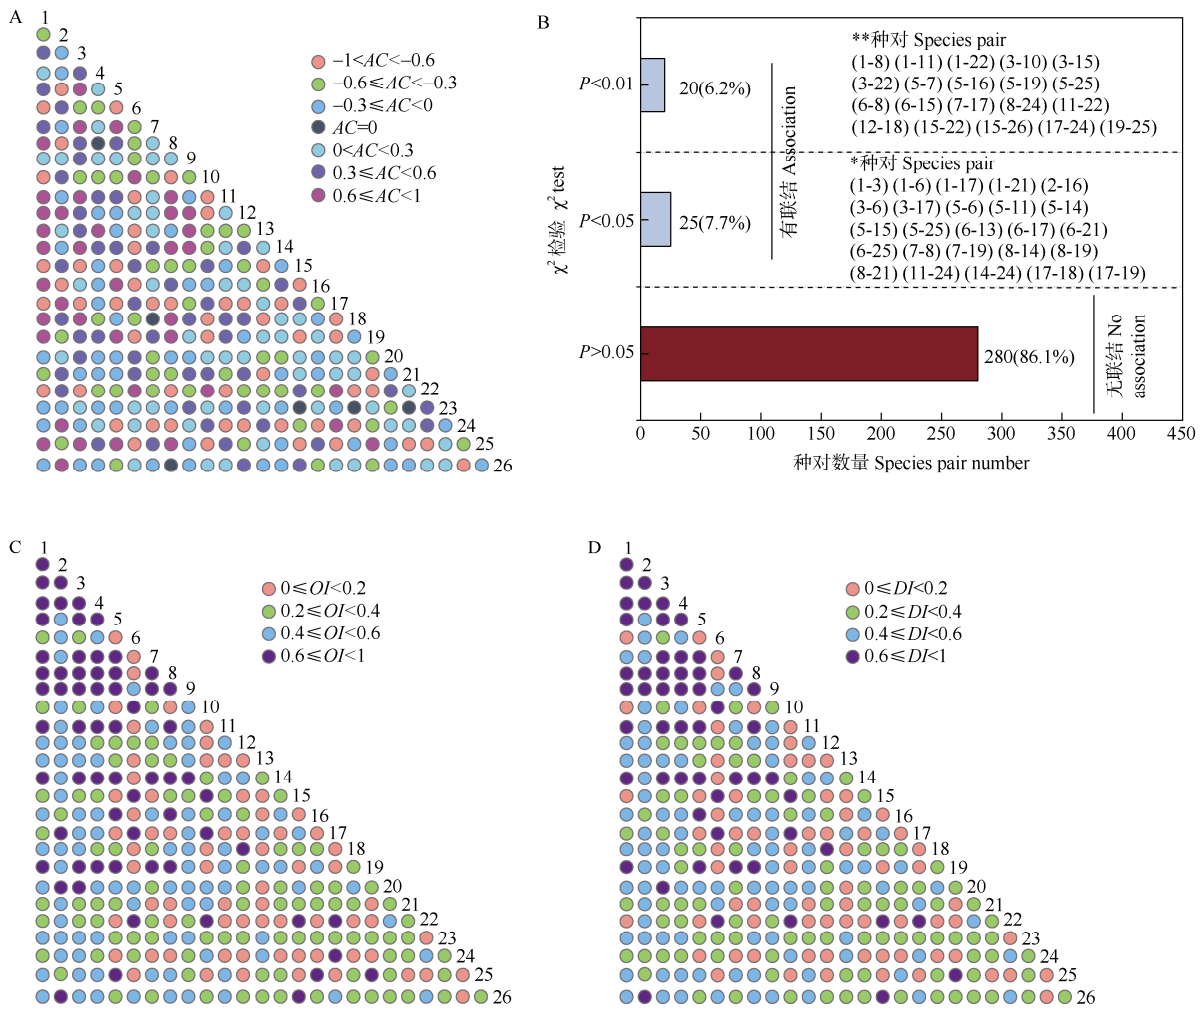 A
1
2
3
4
5
6
7
8
9
10
11
12
13
14
15
16
17
18
19
20
21
22
23
24
25
26
−1<AC<−0.6
−0.6≤AC<−0.3
−0.3≤AC<0
AC=0
0<AC<0.3
0.3≤AC<0.6
0.6≤AC<1
B
χ²检验 χ² test
P<0.01
P<0.05
P>0.05
20(6.2%)
25(7.7%)
280(86.1%)
有联结 Association
无联结 No
association
**种对 Species pair
(1-8) (1-11) (1-22) (3-10) (3-15)
(3-22) (5-7) (5-16) (5-19) (5-25)
(6-8) (6-15) (7-17) (8-24) (11-22)
(12-18) (15-22) (15-26) (17-24) (19-25)
*种对 Species pair
(1-3) (1-6) (1-17) (1-21) (2-16)
(3-6) (3-17) (5-6) (5-11) (5-14)
(5-15) (5-25) (6-13) (6-17) (6-21)
(6-25) (7-8) (7-19) (8-14) (8-19)
(8-21) (11-24) (14-24) (17-18) (17-19)
0 50 100 150 200 250 300 350 400 450
种对数量 Species pair number
C
1
2
3
4
5
6
7
8
9
10
11
12
13
14
15
16
17
18
19
20
21
22
23
24
25
26
0≤OI<0.2
0.2≤OI<0.4
0.4≤OI<0.6
0.6≤OI<1
D
1
2
3
4
5
6
7
8
9
10
11
12
13
14
15
16
17
18
19
20
21
22
23
24
25
26
0≤DI<0.2
0.2≤DI<0.4
0.4≤DI<0.6
0.6≤DI<1